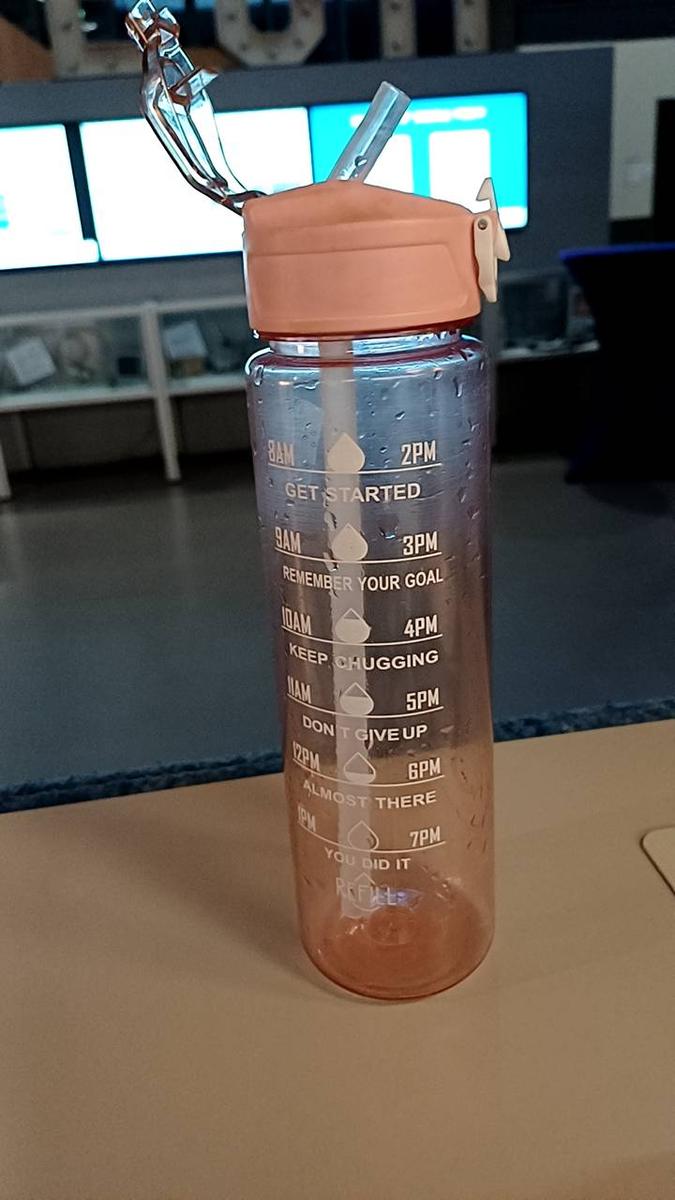 8AM 2PM
GET STARTED
9AM 3PM
REMEMBER YOUR GOAL
10AM 4PM
KEEP CHUGGING
11AM 5PM
DON'T GIVE UP
12PM 6PM
ALMOST THERE
1PM 7PM
YOU DID IT
REFILL